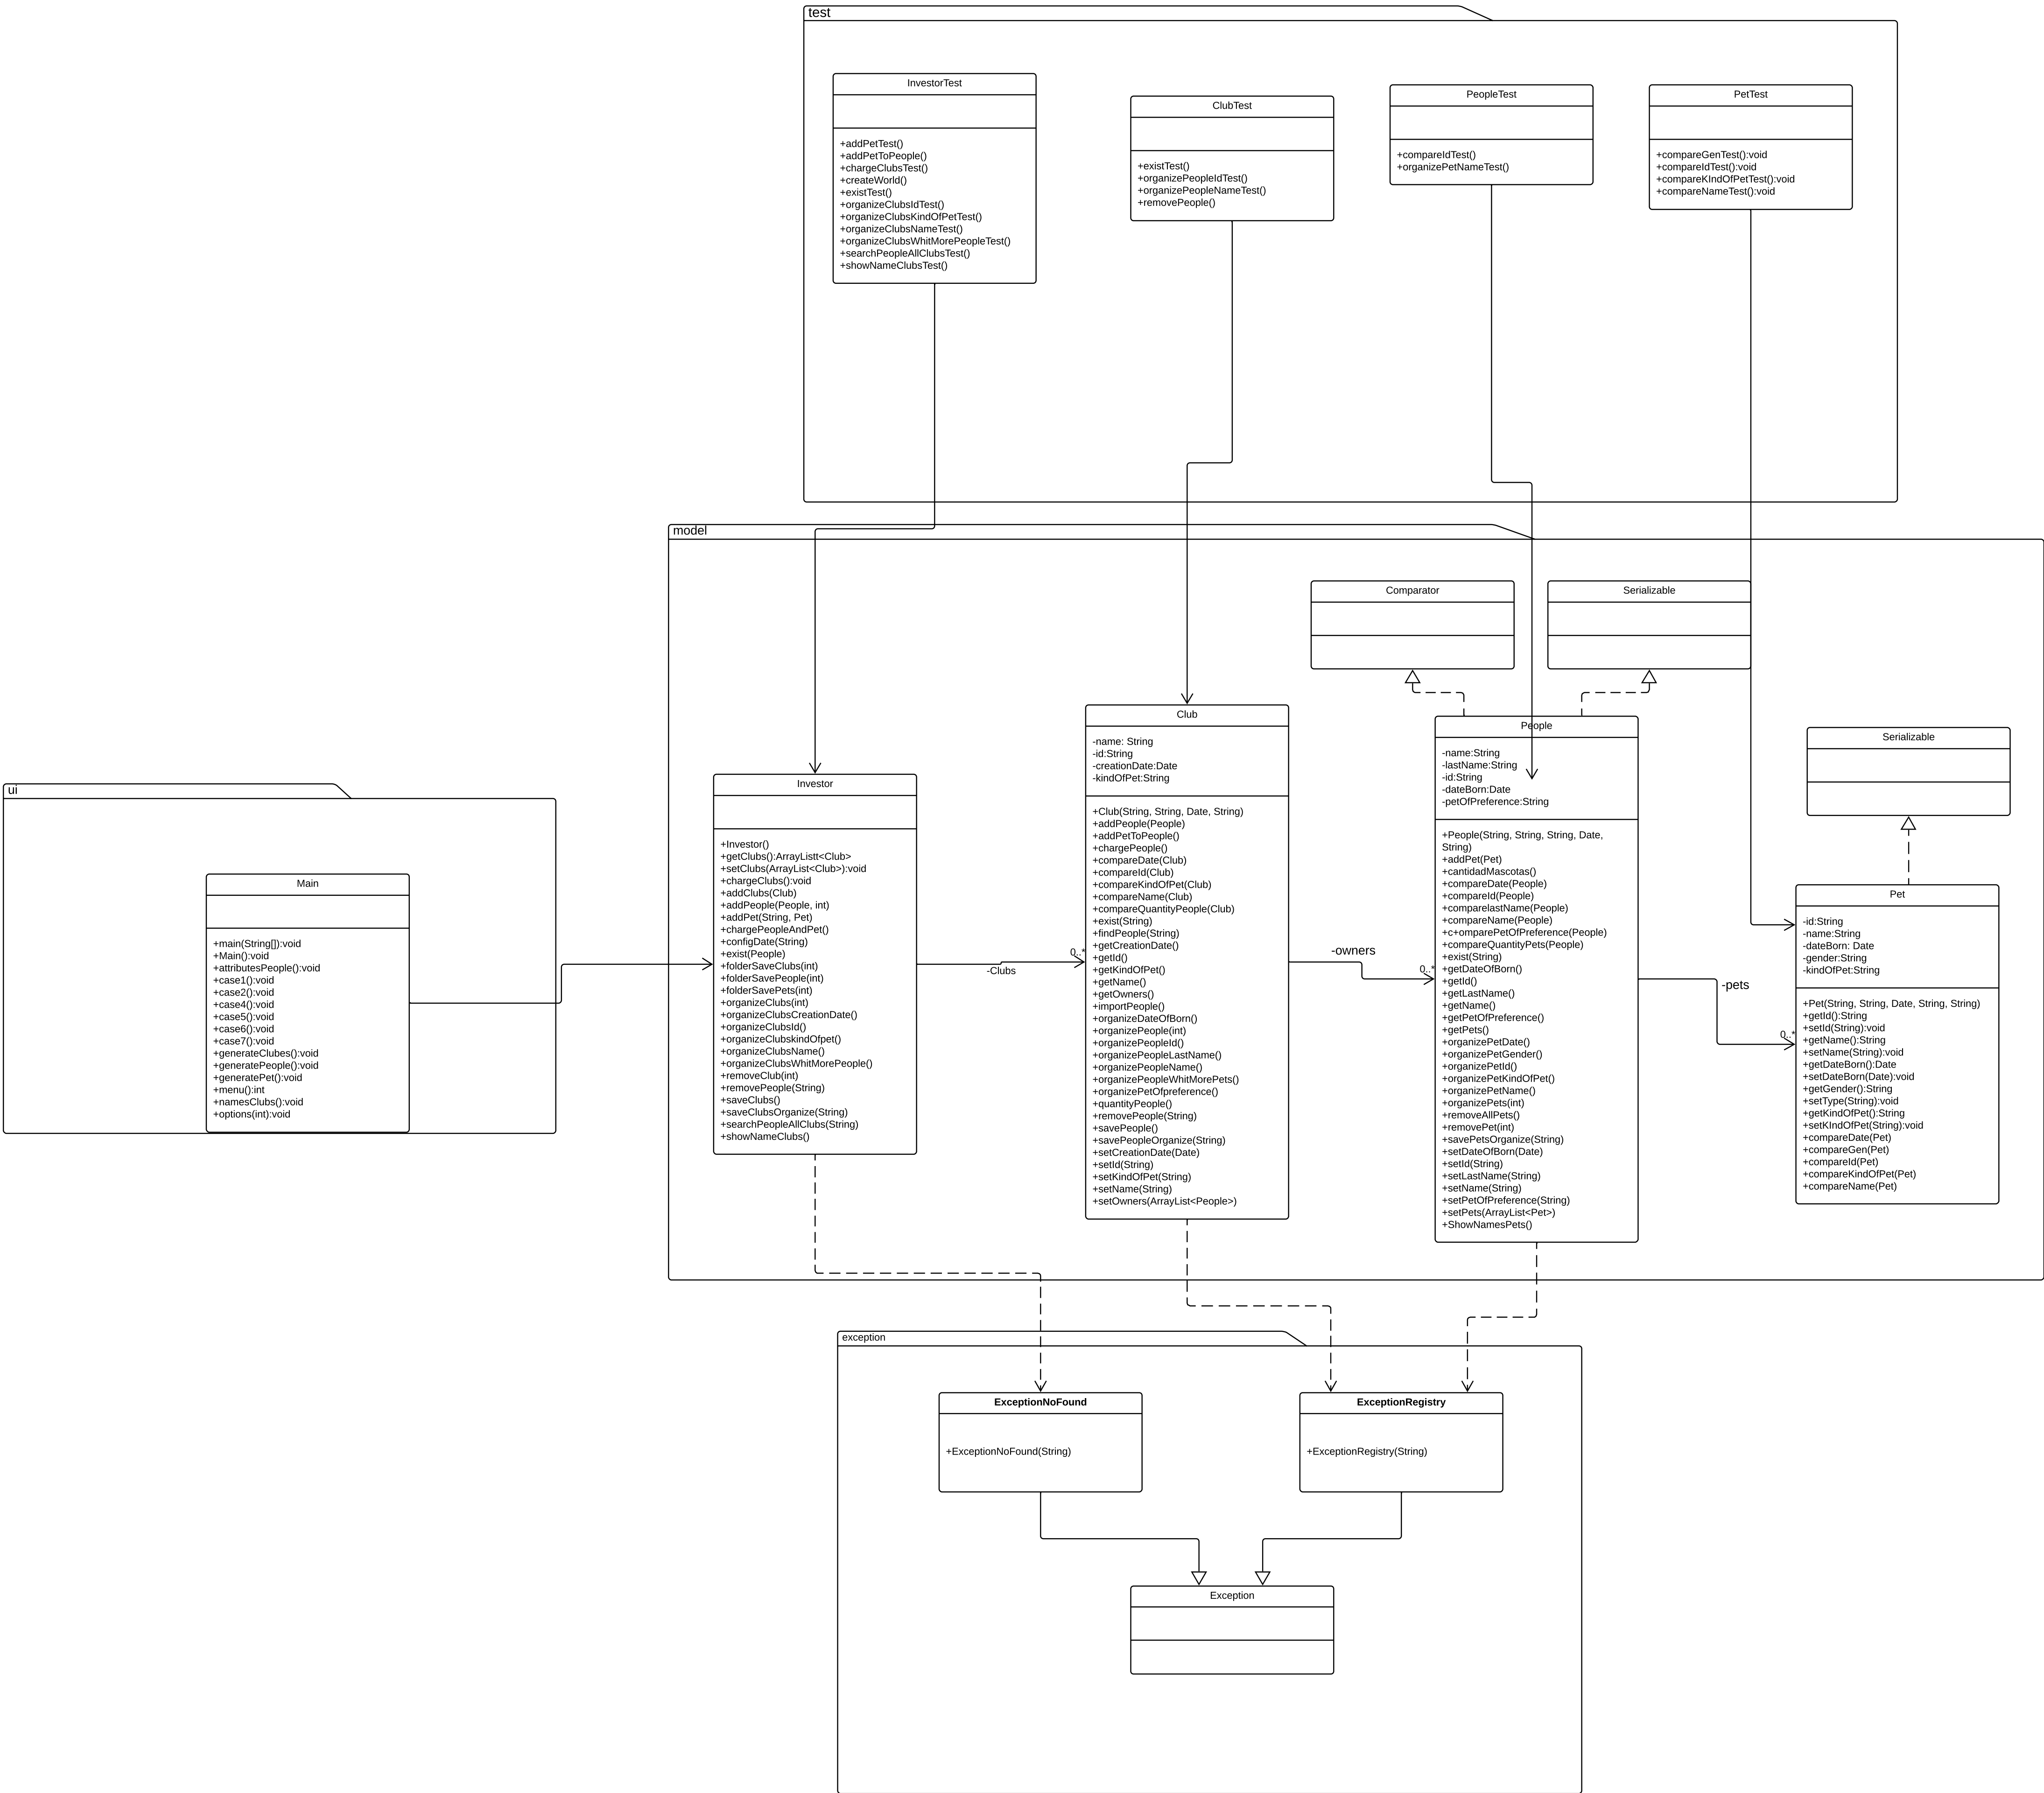 test
InvestorTest
+addPetTest()
+addPetToPeople()
+chargeClubsTest()
+createWorld()
+existTest()
+organizeClubsIdTest()
+organizeClubsKindOfPetTest()
+organizeClubsNameTest()
+organizeClubsWhitMorePeopleTest()
+searchPeopleAllClubsTest()
+showNameClubsTest()
ClubTest
+existTest()
+organizePeopleIdTest()
+organizePeopleNameTest()
+removePeople()
PeopleTest
+compareIdTest()
+organizePetNameTest()
PetTest
+compareGenTest():void
+compareIdTest():void
+compareKIndOfPetTest():void
+compareNameTest():void
model
Comparator
Serializable
Serializable
ui
Main
+main(String[]):void
+Main():void
+attributesPeople():void
+case1():void
+case2():void
+case4():void
+case5():void
+case6():void
+case7():void
+generateClubes():void
+generatePeople():void
+generatePet():void
+menu():int
+namesClubs():void
+options(int):void
Investor
+Investor()
+getClubs():ArrayListt<Club>
+setClubs(ArrayList<Club>):void
+chargeClubs():void
+addClubs(Club)
+addPeople(People, int)
+addPet(String, Pet)
+chargePeopleAndPet()
+configDate(String)
+exist(People)
+folderSaveClubs(int)
+folderSavePeople(int)
+folderSavePets(int)
+organizeClubs(int)
+organizeClubsCreationDate()
+organizeClubsId()
+organizeClubskindOfpet()
+organizeClubsName()
+organizeClubsWhitMorePeople()
+removeClub(int)
+removePeople(String)
+saveClubs()
+saveClubsOrganize(String)
+searchPeopleAllClubs(String)
+showNameClubs()
-Clubs
0..*
Club
-name: String
-id:String
-creationDate:Date
-kindOfPet:String
+Club(String, String, Date, String)
+addPeople(People)
+addPetToPeople()
+chargePeople()
+compareDate(Club)
+compareId(Club)
+compareKindOfPet(Club)
+compareName(Club)
+compareQuantityPeople(Club)
+exist(String)
+findPeople(String)
+getCreationDate()
+getId()
+getKindOfPet()
+getName()
+getOwners()
+importPeople()
+organizeDateOfBorn()
+organizePeople(int)
+organizePeopleId()
+organizePeopleLastName()
+organizePeopleName()
+organizePeopleWhitMorePets()
+organizePetOfpreference()
+quantityPeople()
+removePeople(String)
+savePeople()
+savePeopleOrganize(String)
+setCreationDate(Date)
+setId(String)
+setKindOfPet(String)
+setName(String)
+setOwners(ArrayList<People>)
-owners
0..*
People
-name:String
-lastName:String
-id:String
-dateBorn:Date
-petOfPreference:String
+People(String, String, String, Date,
String)
+addPet(Pet)
+cantidadMascotas()
+compareDate(People)
+compareId(People)
+comparelastName(People)
+compareName(People)
+c+omparePetOfPreference(People)
+compareQuantityPets(People)
+exist(String)
+getDateOfBorn()
+getId()
+getLastName()
+getName()
+getPetOfPreference()
+getPets()
+organizePetDate()
+organizePetGender()
+organizePetId()
+organizePetKindOfPet()
+organizePetName()
+organizePets(int)
+removeAllPets()
+removePet(int)
+savePetsOrganize(String)
+setDateOfBorn(Date)
+setId(String)
+setLastName(String)
+setName(String)
+setPetOfPreference(String)
+setPets(ArrayList<Pet>)
+ShowNamesPets()
-pets
0..*
Pet
-id:String
-name:String
-dateBorn: Date
-gender:String
-kindOfPet:String
+Pet(String, String, Date, String, String)
+getId():String
+setId(String):void
+getName():String
+setName(String):void
+getDateBorn():Date
+setDateBorn(Date):void
+getGender():String
+setType(String):void
+getKindOfPet():String
+setKIndOfPet(String):void
+compareDate(Pet)
+compareGen(Pet)
+compareId(Pet)
+compareKindOfPet(Pet)
+compareName(Pet)
exception
ExceptionNoFound
+ExceptionNoFound(String)
ExceptionRegistry
+ExceptionRegistry(String)
Exception